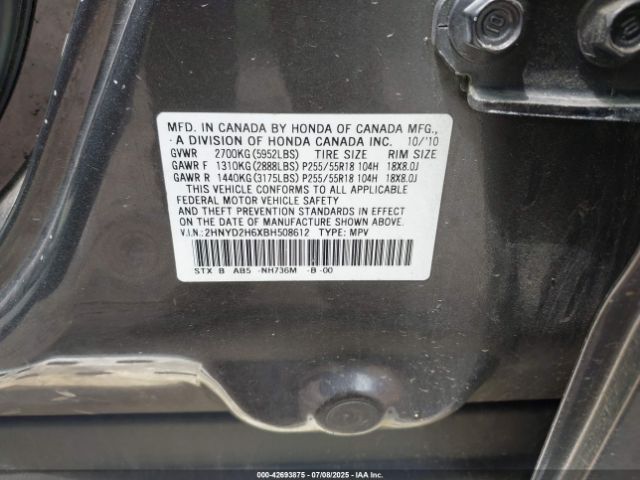 MFD. IN CANADA BY HONDA OF CANADA MFG.,
A DIVISION OF HONDA CANADA INC. 10/'10
GVWR 2700KG(5952LBS) TIRE SIZE RIM SIZE
GAWR F 1310KG(2888LBS) P255/55R18 104H 18X8.0J
GAWR R 1440KG(3175LBS) P255/55R18 104H 18X8.0J
THIS VEHICLE CONFORMS TO ALL APPLICABLE
FEDERAL MOTOR VEHICLE SAFETY
AND THEFT PREVENTION STANDARDS IN EFFECT ON
THE DATE OF MANUFACTURE SHOWN ABOVE.
V.I.N.:2HNYD2H6XBH508612 TYPE: MPV
STX B AB5 -NH736M -B -00
00-42693875 - 07/08/2025 - IAA Inc.